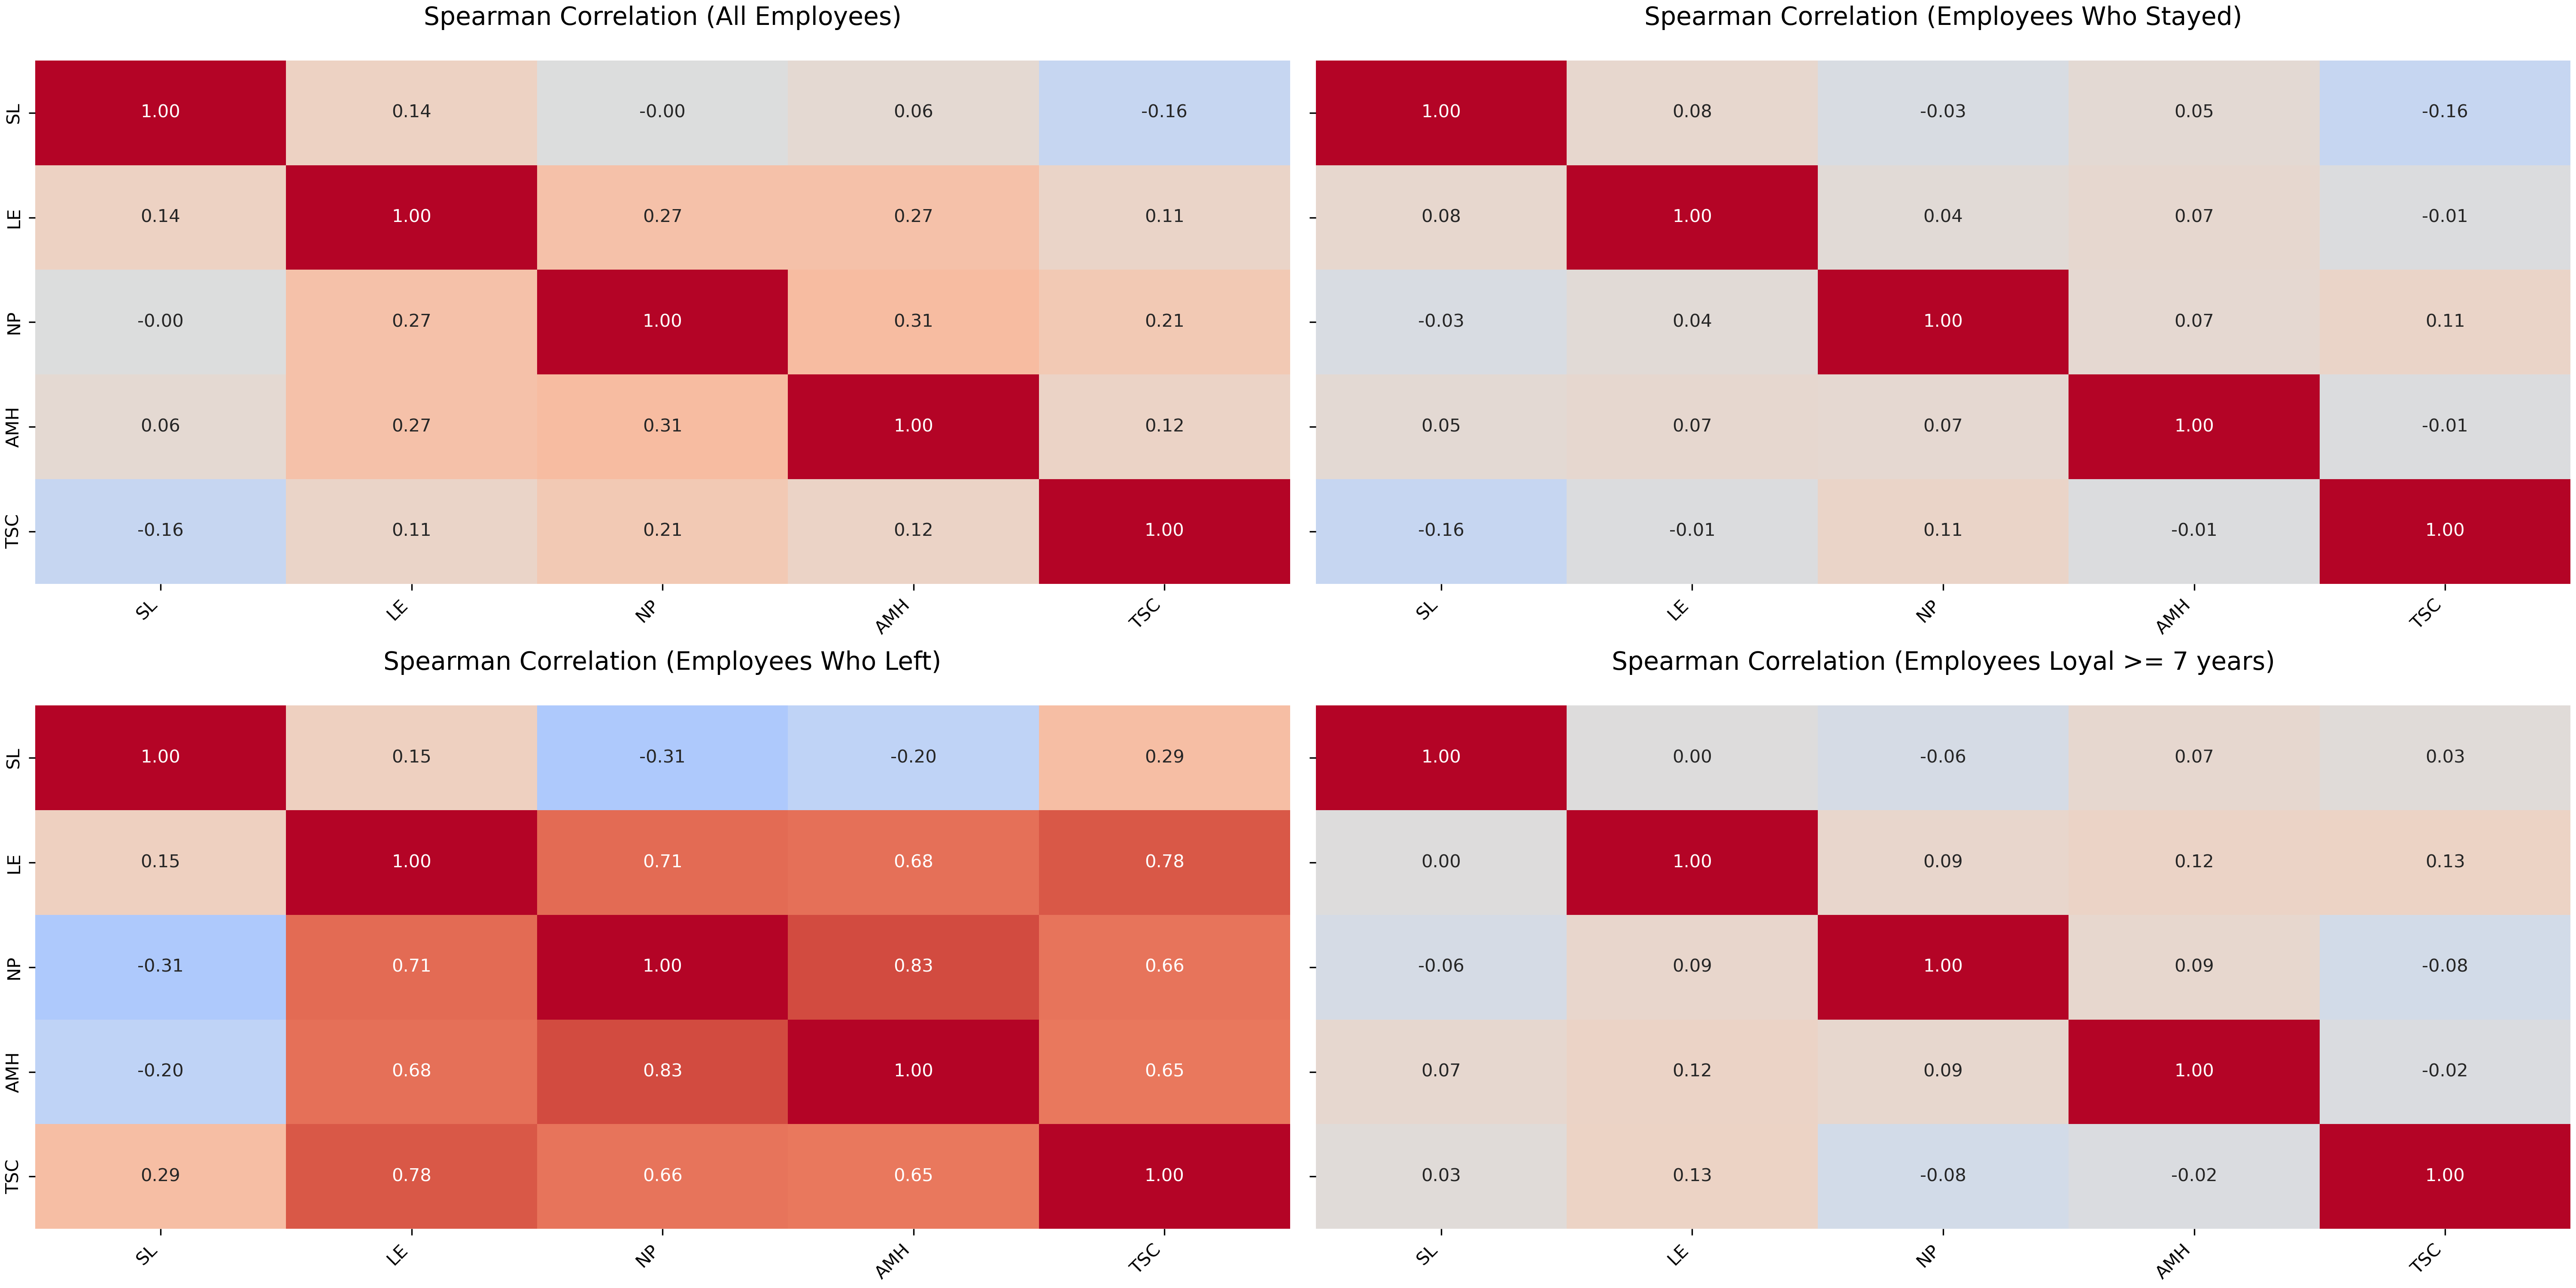 Spearman Correlation (All Employees)
SL 1.00 0.14 -0.00 0.06 -0.16
LE 0.14 1.00 0.27 0.27 0.11
NP -0.00 0.27 1.00 0.31 0.21
AMH 0.06 0.27 0.31 1.00 0.12
TSC -0.16 0.11 0.21 0.12 1.00
SL LE NP AMH TSC
Spearman Correlation (Employees Who Stayed)
1.00 0.08 -0.03 0.05 -0.16
0.08 1.00 0.04 0.07 -0.01
-0.03 0.04 1.00 0.07 0.11
0.05 0.07 0.07 1.00 -0.01
-0.16 -0.01 0.11 -0.01 1.00
SL LE NP AMH TSC
Spearman Correlation (Employees Who Left)
SL 1.00 0.15 -0.31 -0.20 0.29
LE 0.15 1.00 0.71 0.68 0.78
NP -0.31 0.71 1.00 0.83 0.66
AMH -0.20 0.68 0.83 1.00 0.65
TSC 0.29 0.78 0.66 0.65 1.00
SL LE NP AMH TSC
Spearman Correlation (Employees Loyal >= 7 years)
1.00 0.00 -0.06 0.07 0.03
0.00 1.00 0.09 0.12 0.13
-0.06 0.09 1.00 0.09 -0.08
0.07 0.12 0.09 1.00 -0.02
0.03 0.13 -0.08 -0.02 1.00
SL LE NP AMH TSC